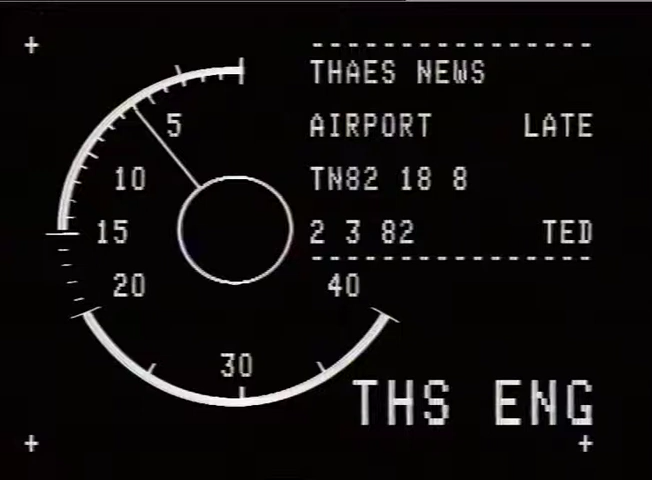 THAES NEWS
AIRPORT LATE
TN82 18 8
2 3 82 TED
5
10
15
20
30
40
THS ENG